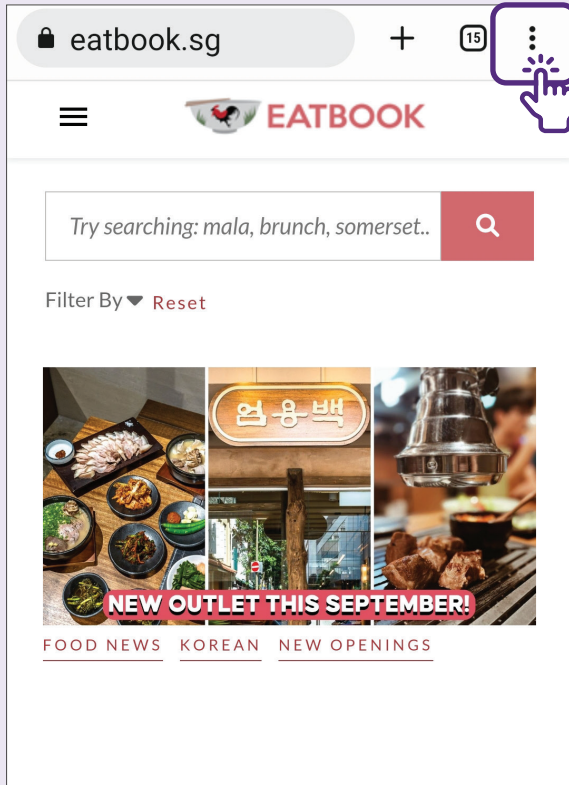 eatbook.sg
15
EATBOOK
Try searching: mala, brunch, somerset..
Filter By Reset
엄용백
NEW OUTLET THIS SEPTEMBER!
FOOD NEWS KOREAN NEW OPENINGS